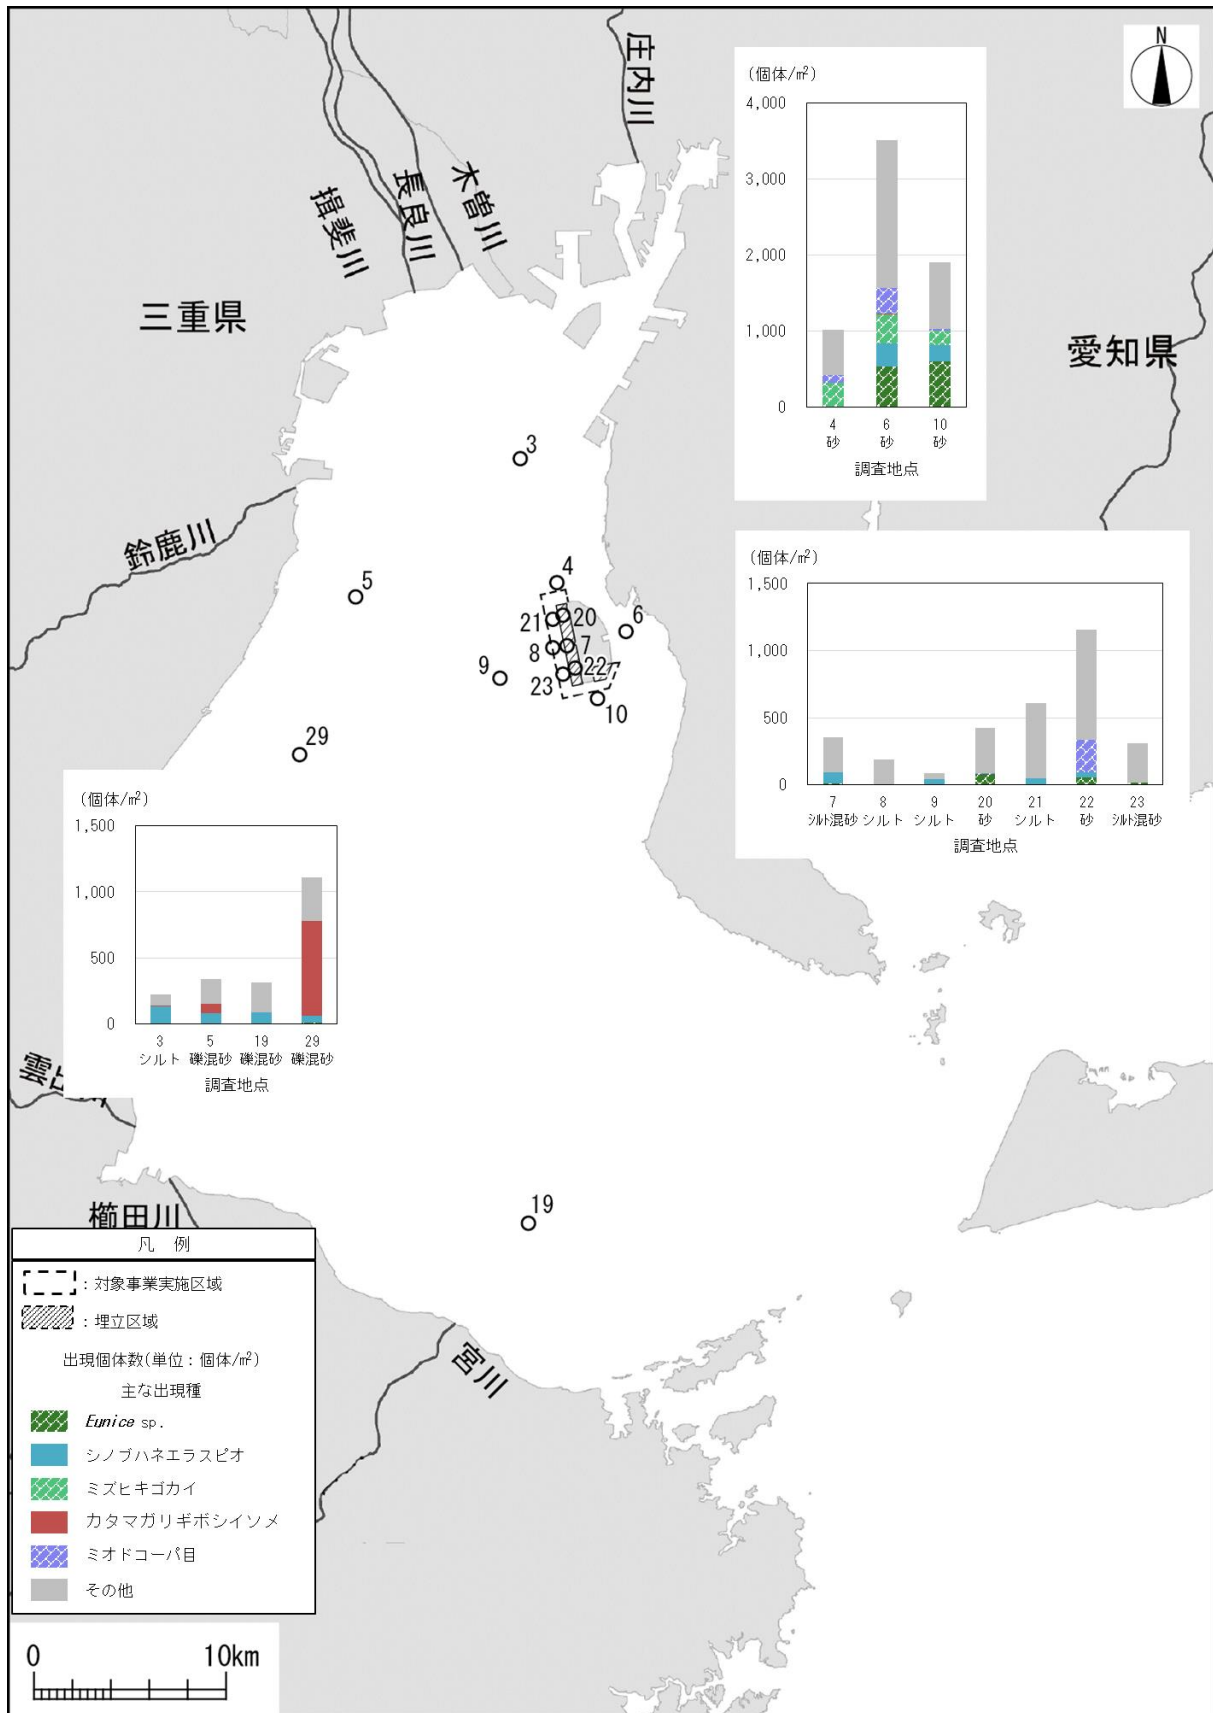 N
庄内川
木曽川
長良川
揖斐川
三重県
愛知県
鈴鹿川
(個体/㎡)
4,000
3,000
2,000
1,000
0
4 6 10
砂 砂 砂
調査地点
3
5
4
20
21
6
7
8
22
9
23
10
29
(個体/㎡)
1,500
1,000
500
0
7 8 9 20 21 22 23
シルト混砂 シルト シルト 砂 シルト 砂 シルト混砂
調査地点
(個体/㎡)
1,500
1,000
500
0
3 5 19 29
シルト 礫混砂 礫混砂 礫混砂
調査地点
櫛田川
19
宮川
凡 例
:対象事業実施区域
:埋立区域
出現個体数(単位:個体/㎡)
主な出現種
Eunice sp.
シノブハネエラスピオ
ミズヒキゴカイ
カタマガリギボシイソメ
ミオドコーパ目
その他
0 10km